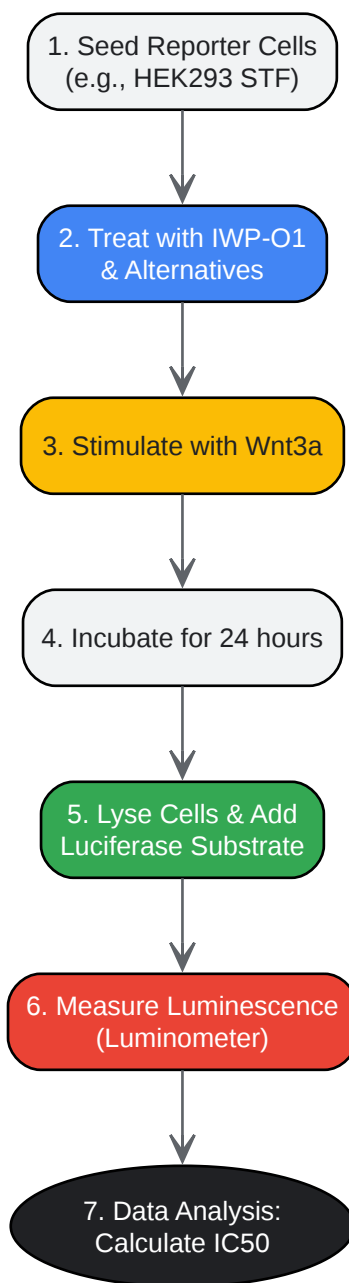 1. Seed Reporter Cells
(e.g., HEK293 STF)
2. Treat with IWP-O1
& Alternatives
3. Stimulate with Wnt3a
4. Incubate for 24 hours
5. Lyse Cells & Add
Luciferase Substrate
6. Measure Luminescence
(Luminometer)
7. Data Analysis:
Calculate IC50